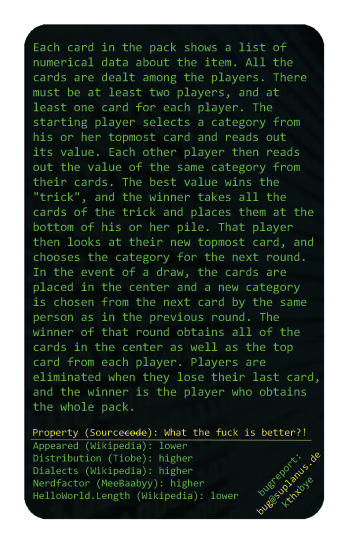 Each card in the pack shows a list of
numerical data about the item. All the
cards are dealt among the players. There
must be at least two players, and at
least one card for each player. The
starting player selects a category from
his or her topmost card and reads out
its value. Each other player then reads
out the value of the same category from
their cards. The best value wins the
"trick", and the winner takes all the
cards of the trick and places them at the
bottom of his or her pile. That player
then looks at their new topmost card, and
chooses the category for the next round.
In the event of a draw, the cards are
placed in the center and a new category
is chosen from the next card by the same
person as in the previous round. The
winner of that round obtains all of the
cards in the center as well as the top
card from each player. Players are
eliminated when they lose their last card,
and the winner is the player who obtains
the whole pack.
Property (Sourcecode): What the fuck is better?!
Appeared (Wikipedia): lower
Distribution (Tiobe): higher
Dialects (Wikipedia): higher
Nerdfactor (MeeBaabyy): higher
HelloWorld.Length (Wikipedia): lower
bugreport:
bug@suplanus.de
kthxbye